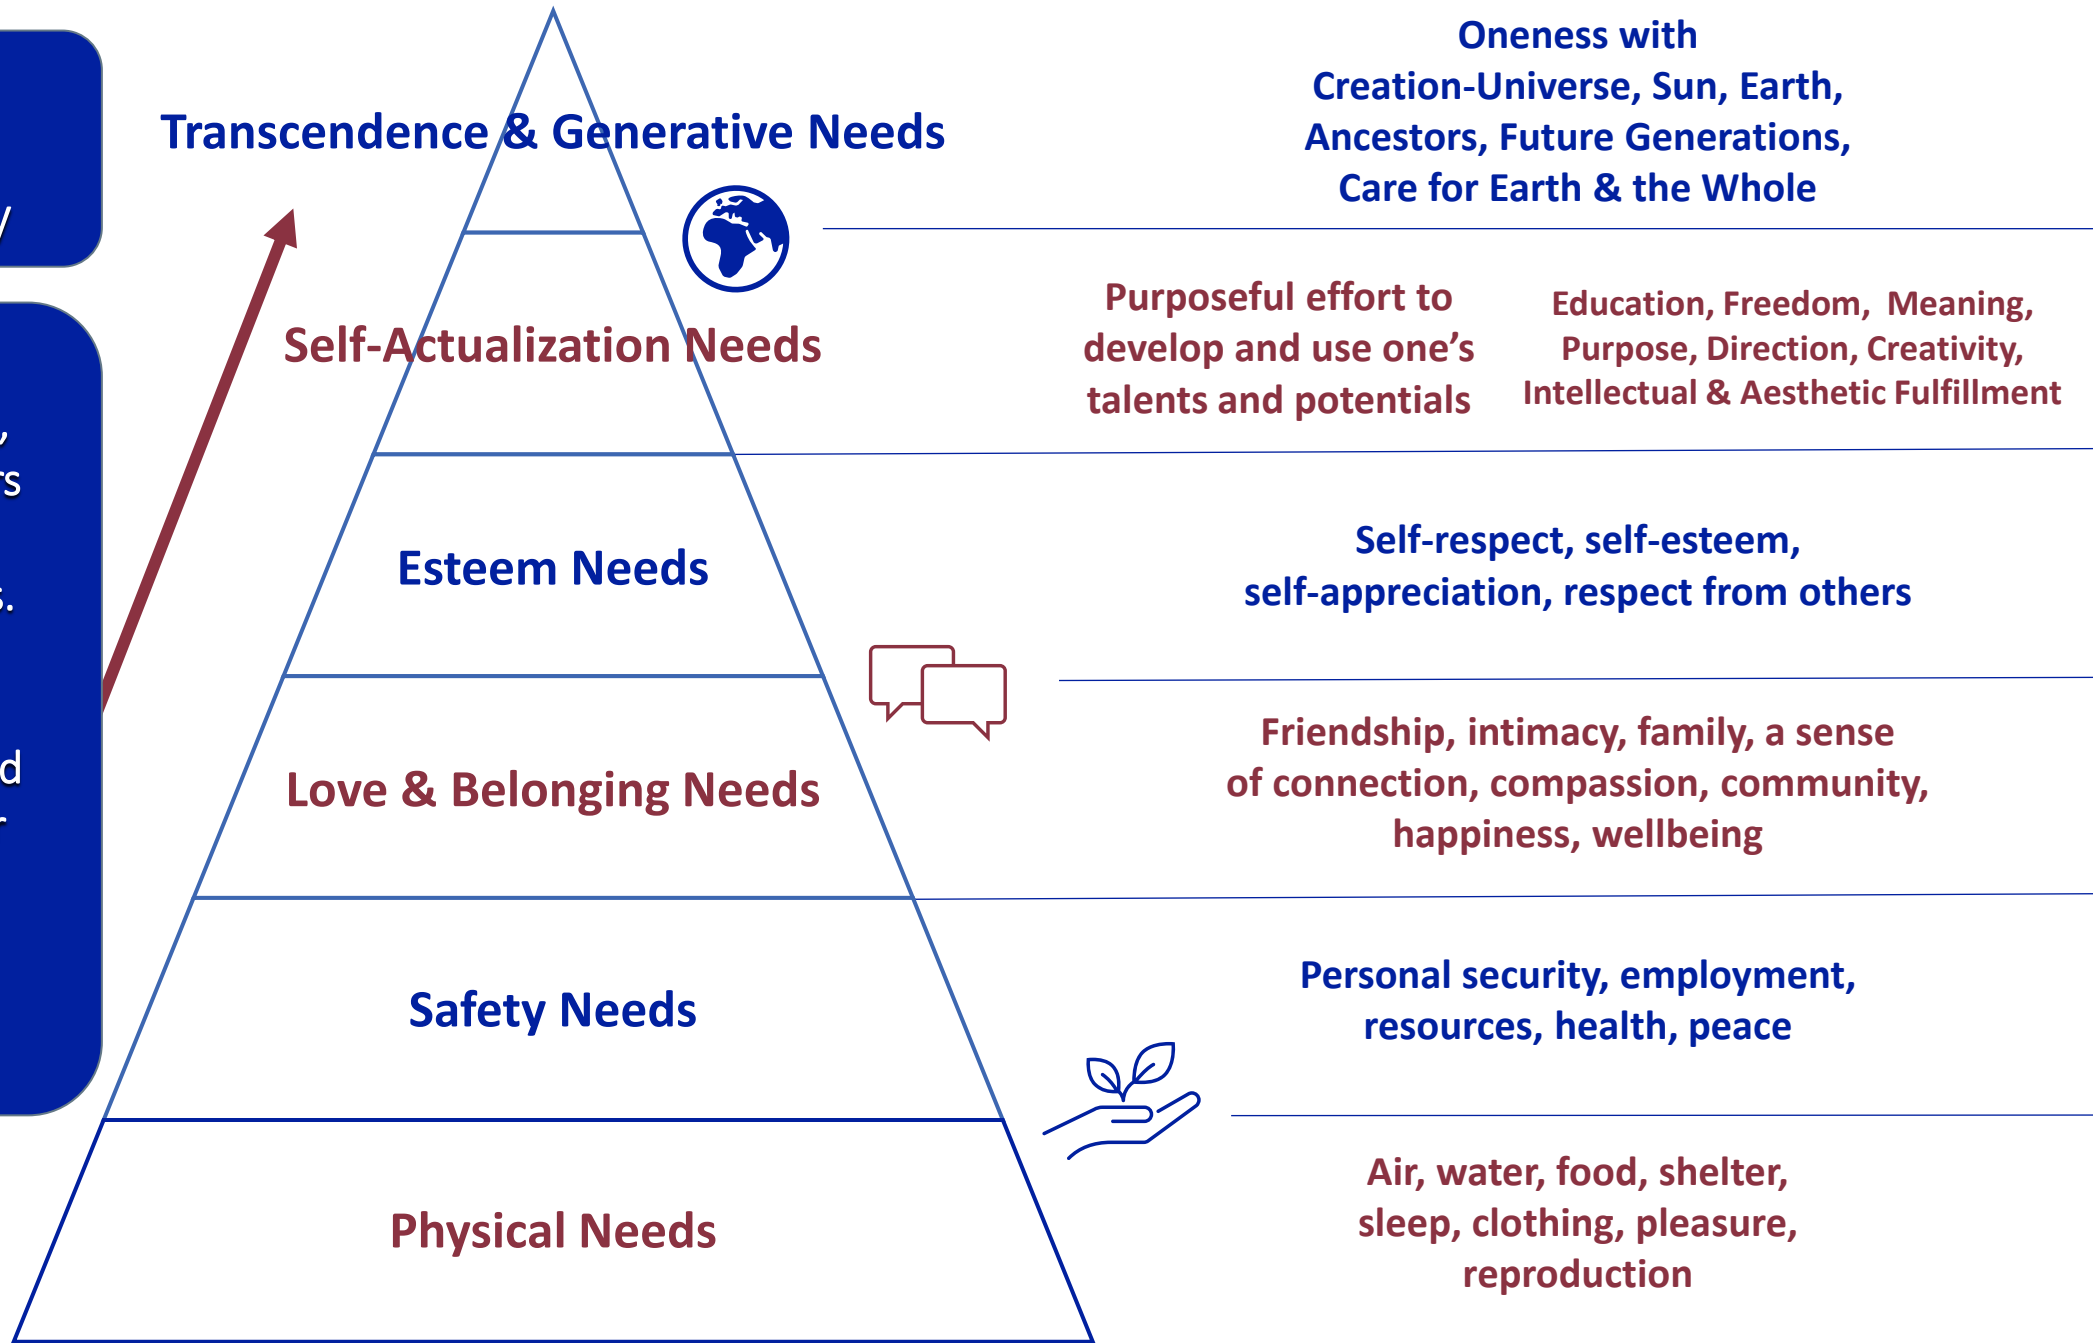 Transcendence & Generative Needs
Oneness with
Creation-Universe, Sun, Earth,
Ancestors, Future Generations,
Care for Earth & the Whole
Self-Actualization Needs
Purposeful effort to
develop and use one’s
talents and potentials
Education, Freedom, Meaning,
Purpose, Direction, Creativity,
Intellectual & Aesthetic Fulfillment
Esteem Needs
Self-respect, self-esteem,
self-appreciation, respect from others
Love & Belonging Needs
Friendship, intimacy, family, a sense
of connection, compassion, community,
happiness, wellbeing
Safety Needs
Personal security, employment,
resources, health, peace
Physical Needs
Air, water, food, shelter,
sleep, clothing, pleasure,
reproduction